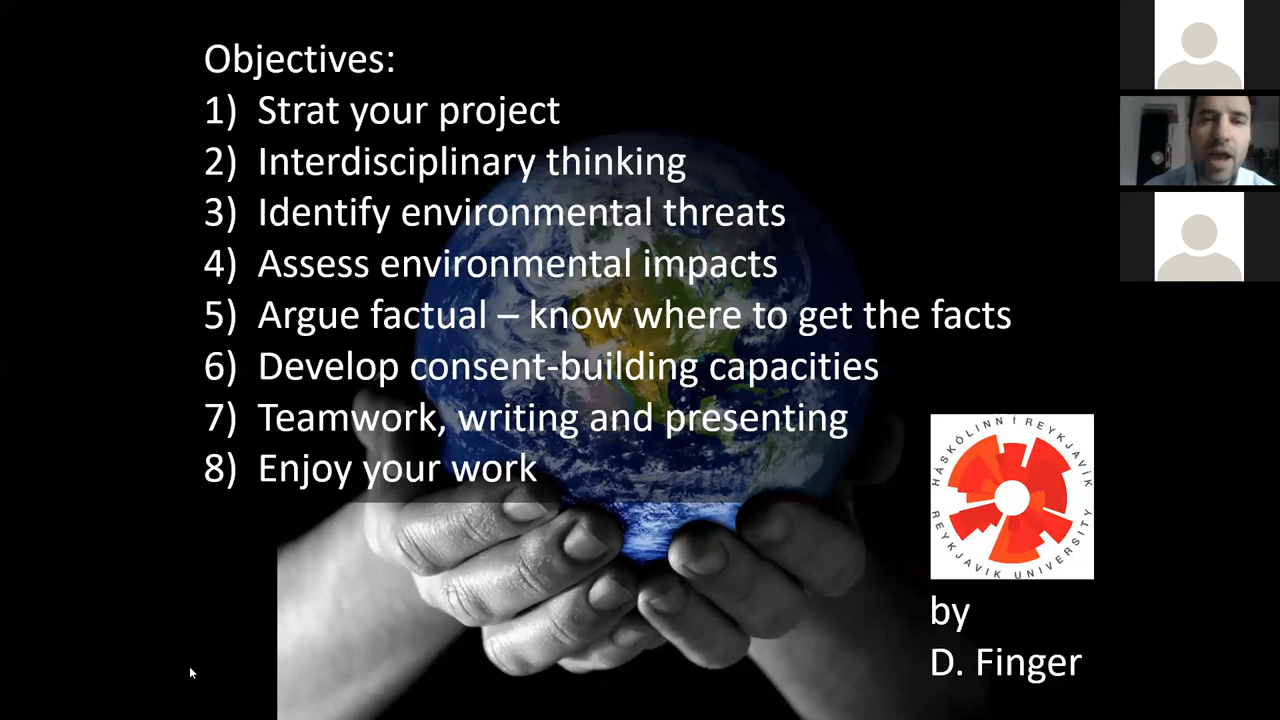 Objectives:
1) Strat your project
2) Interdisciplinary thinking
3) Identify environmental threats
4) Assess environmental impacts
5) Argue factual – know where to get the facts
6) Develop consent-building capacities
7) Teamwork, writing and presenting
8) Enjoy your work
HÁSKÓLINN Í REYKJAVÍK
REYKJAVIK UNIVERSITY
by
D. Finger